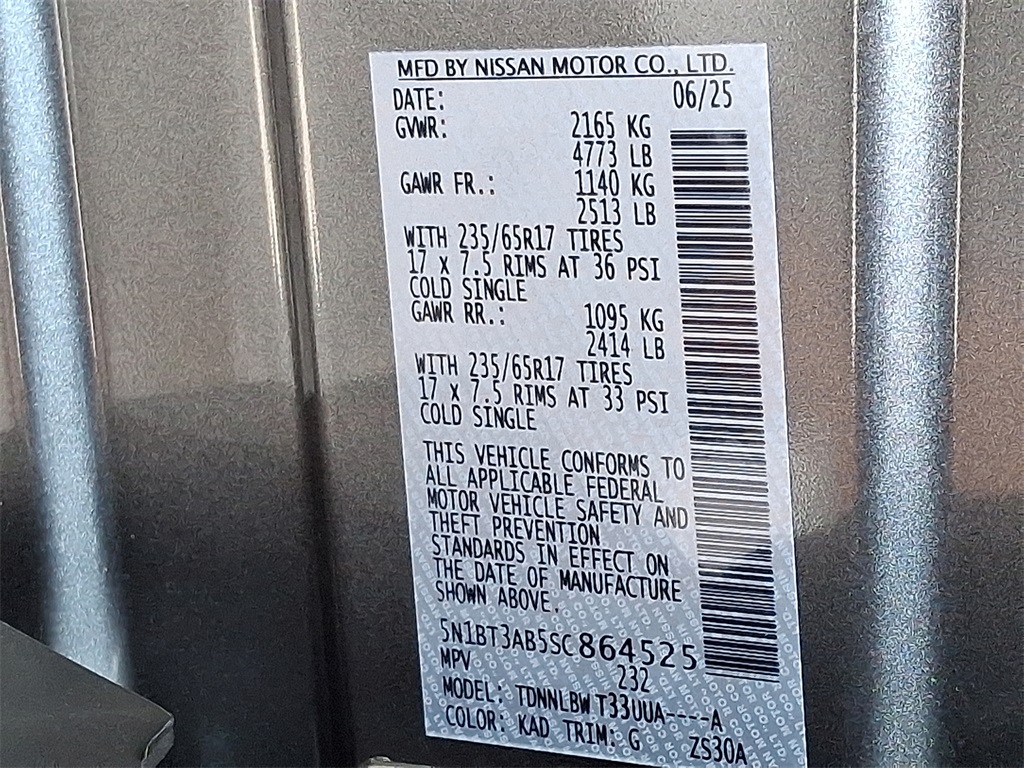 MFD BY NISSAN MOTOR CO., LTD.
DATE: 06/25
GVWR: 2165 KG
4773 LB
GAWR FR.: 1140 KG
2513 LB
WITH 235/65R17 TIRES
17 X 7.5 RIMS AT 36 PSI
COLD SINGLE
GAWR RR.: 1095 KG
2414 LB
WITH 235/65R17 TIRES
17 X 7.5 RIMS AT 33 PSI
COLD SINGLE
THIS VEHICLE CONFORMS TO
ALL APPLICABLE FEDERAL
MOTOR VEHICLE SAFETY AND
THEFT PREVENTION
STANDARDS IN EFFECT ON
THE DATE OF MANUFACTURE
SHOWN ABOVE.
5N1BT3AB5SC864525
MPV 232
MODEL: TDNNLBW T33UUA----A
COLOR: KAD TRIM: G ZS30A